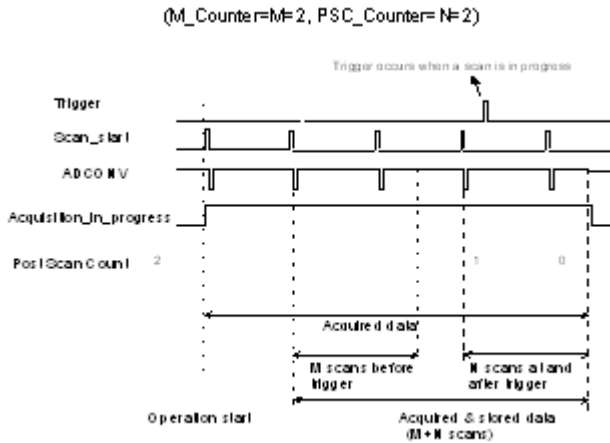 (M_Counter=M=2, PSC_Counter=N=2)
Trigger occurs when a scan is in progress
Trigger
Scan_start
ADCONV
Acquisition_in_progress
PostScanCount 2 1 0
Acquired data
M scans before trigger
N scans at and after trigger
Operation start
Acquired & stored data
(M+N scans)